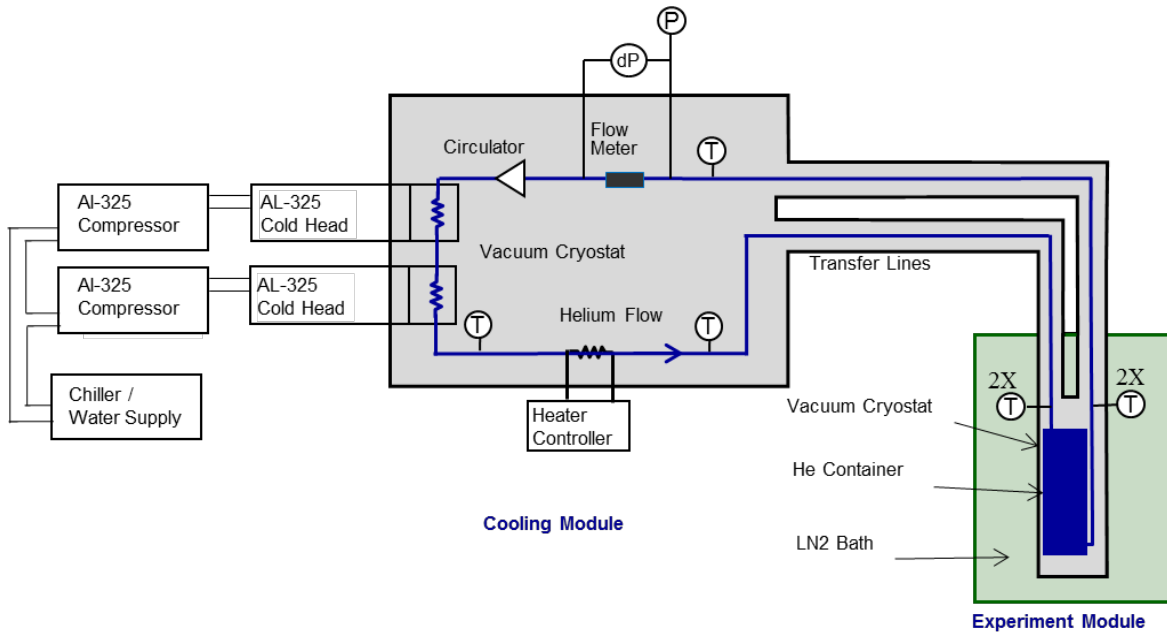 P
dP
Flow
Meter
Circulator
T
AI-325
Compressor
AL-325
Cold Head
Vacuum Cryostat
AI-325
Compressor
AL-325
Cold Head
Transfer Lines
T
Helium Flow
T
Chiller /
Water Supply
Heater
Controller
2X
T
2X
T
Vacuum Cryostat
He Container
LN2 Bath
Cooling Module
Experiment Module